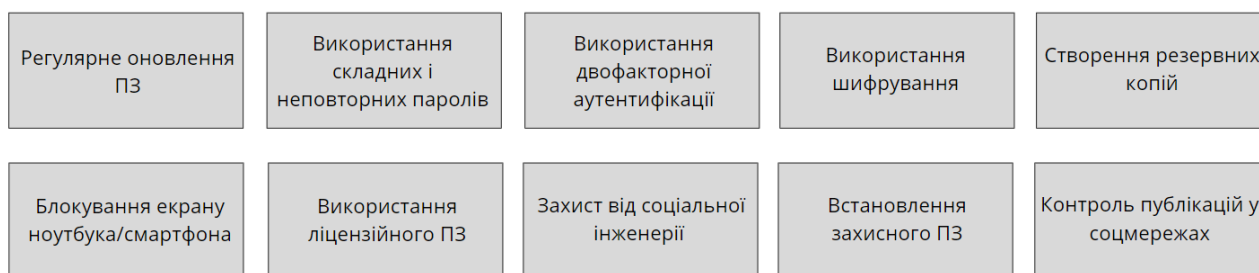 Регулярне оновлення
ПЗ
Використання
складних і
неповторних паролів
Використання
двофакторної
аутентифікації
Використання
шифрування
Створення резервних
копій
Блокування екрану
ноутбука/смартфона
Використання
ліцензійного ПЗ
Захист від соціальної
інженерії
Встановлення
захисного ПЗ
Контроль публікацій у
соцмережах